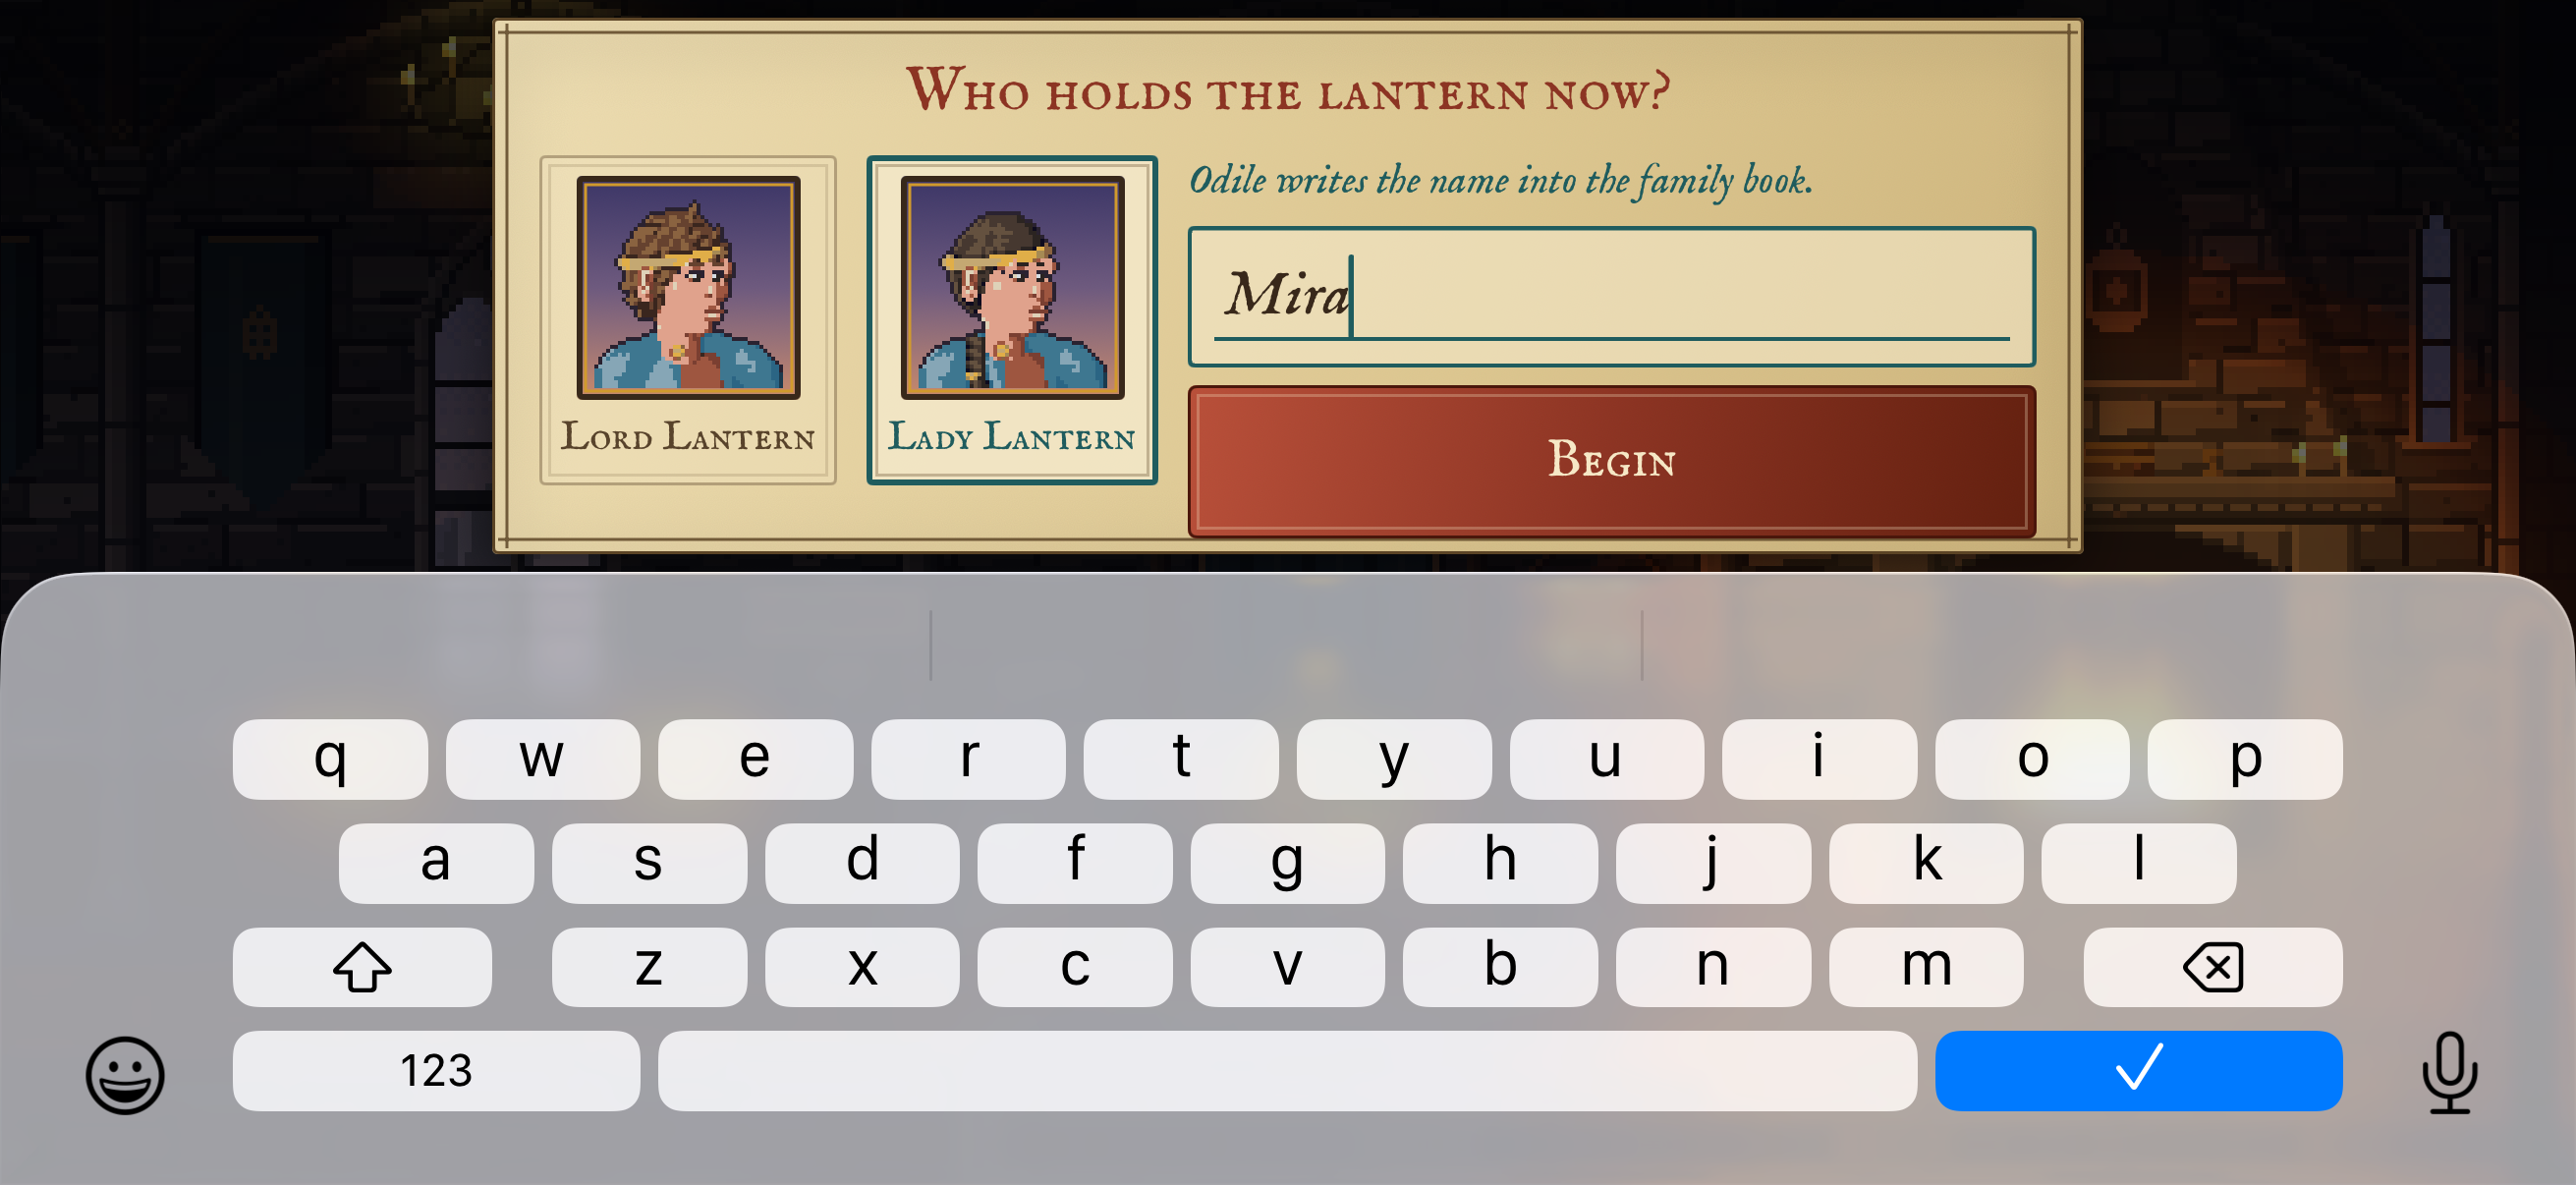 Who holds the lantern now?
Lord Lantern
Lady Lantern
Odile writes the name into the family book.
Mira
Begin
q w e r t y u i o p
a s d f g h j k l
z x c v b n m
123